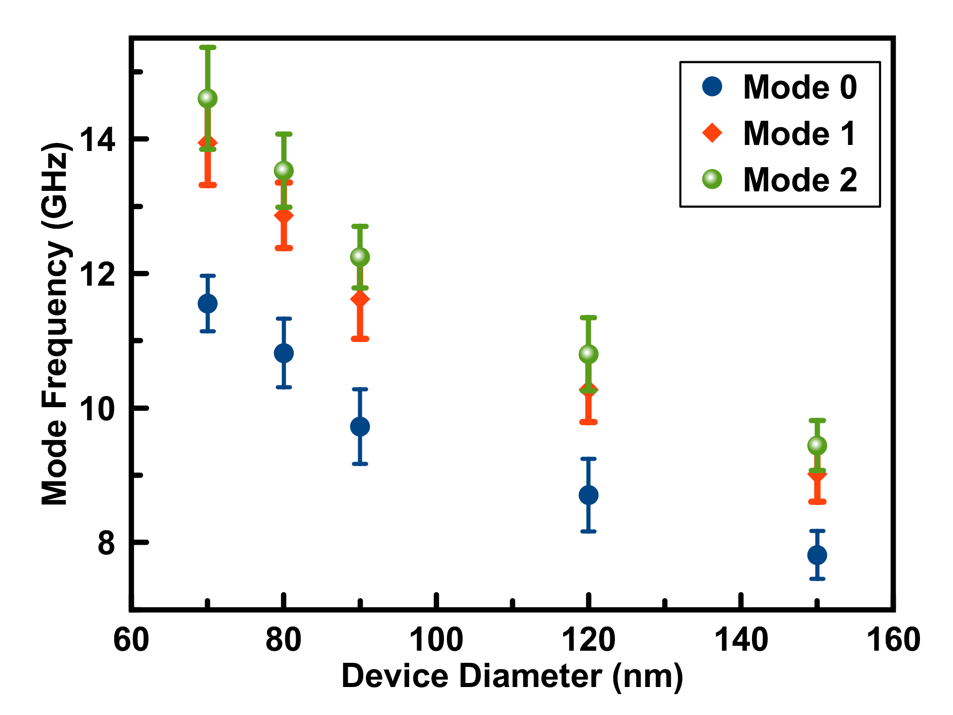 Mode Frequency (GHz)
14
12
10
8
Mode 0
Mode 1
Mode 2
60 80 100 120 140 160
Device Diameter (nm)